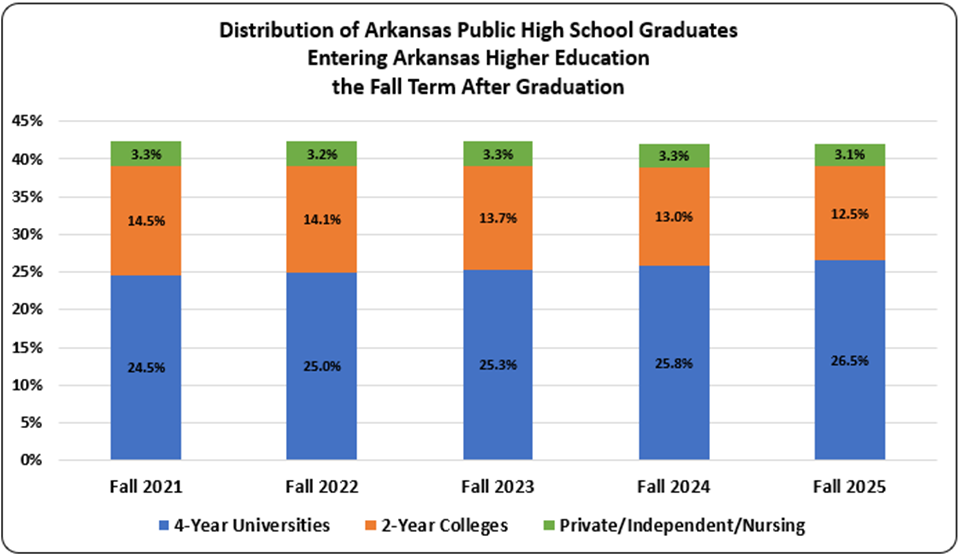 Distribution of Arkansas Public High School Graduates
Entering Arkansas Higher Education
the Fall Term After Graduation
45%
40%
35%
30%
25%
20%
15%
10%
5%
0%
3.3% 3.2% 3.3% 3.3% 3.1%
14.5% 14.1% 13.7% 13.0% 12.5%
24.5% 25.0% 25.3% 25.8% 26.5%
Fall 2021 Fall 2022 Fall 2023 Fall 2024 Fall 2025
4-Year Universities 2-Year Colleges Private/Independent/Nursing